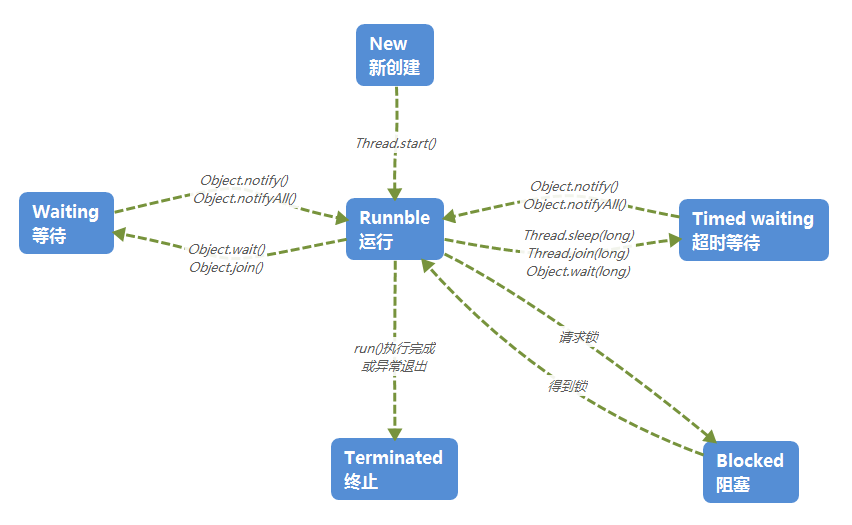 New
新创建
Thread.start()
Object.notify()
Object.notifyAll()
Object.notify()
Object.notifyAll()
Waiting
等待
Runnble
运行
Timed waiting
超时等待
Object.wait()
Object.join()
Thread.sleep(long)
Thread.join(long)
Object.wait(long)
run()执行完成
或异常退出
请求锁
得到锁
Terminated
终止
Blocked
阻塞